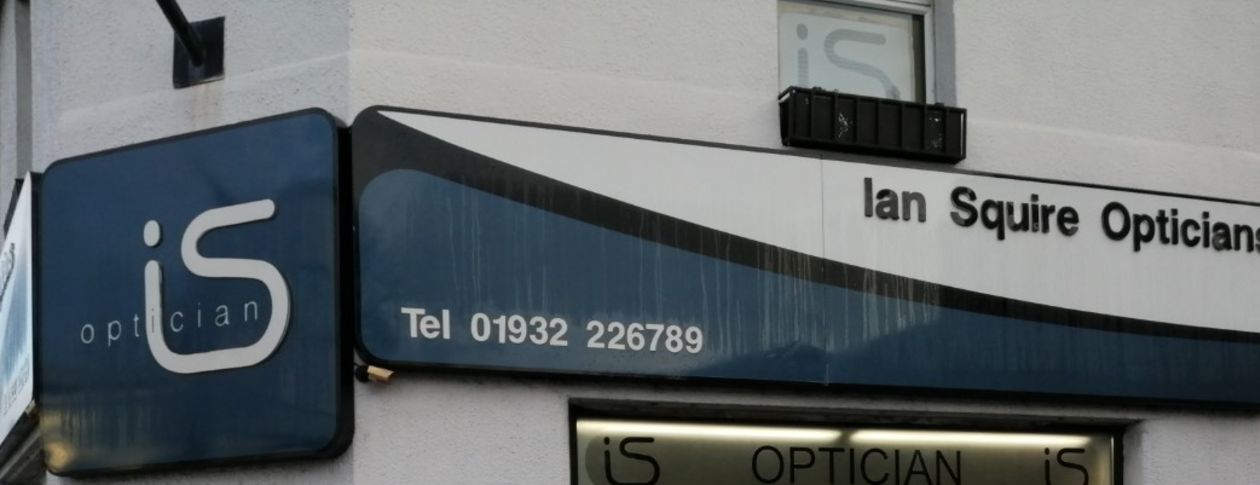 iS
Ian Squire Opticians
iS
optician
Tel 01932 226789
iS OPTICIAN iS